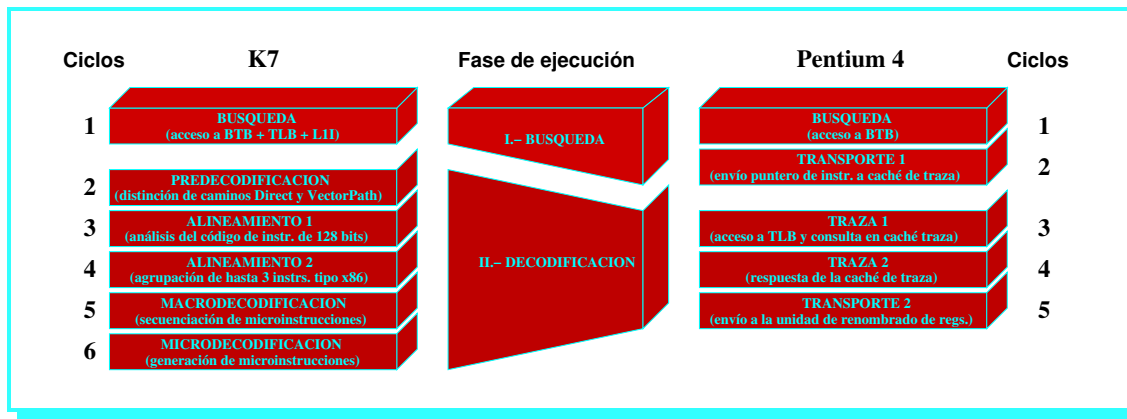 Ciclos K7 Fase de ejecución Pentium 4 Ciclos
1
BUSQUEDA
(acceso a BTB + TLB + L1I)
2
PREDECODIFICACION
(distinción de caminos Direct y VectorPath)
3
ALINEAMIENTO 1
(análisis del código de instr. de 128 bits)
4
ALINEAMIENTO 2
(agrupación de hasta 3 instrs. tipo x86)
5
MACRODECODIFICACION
(secuenciación de microinstrucciones)
6
MICRODECODIFICACION
(generación de microinstrucciones)
I.– BUSQUEDA
II.– DECODIFICACION
BUSQUEDA
(acceso a BTB)
1
TRANSPORTE 1
(envío puntero de instr. a caché de traza)
2
TRAZA 1
(acceso a TLB y consulta en caché traza)
3
TRAZA 2
(respuesta de la caché de traza)
4
TRANSPORTE 2
(envío a la unidad de renombrado de regs.)
5